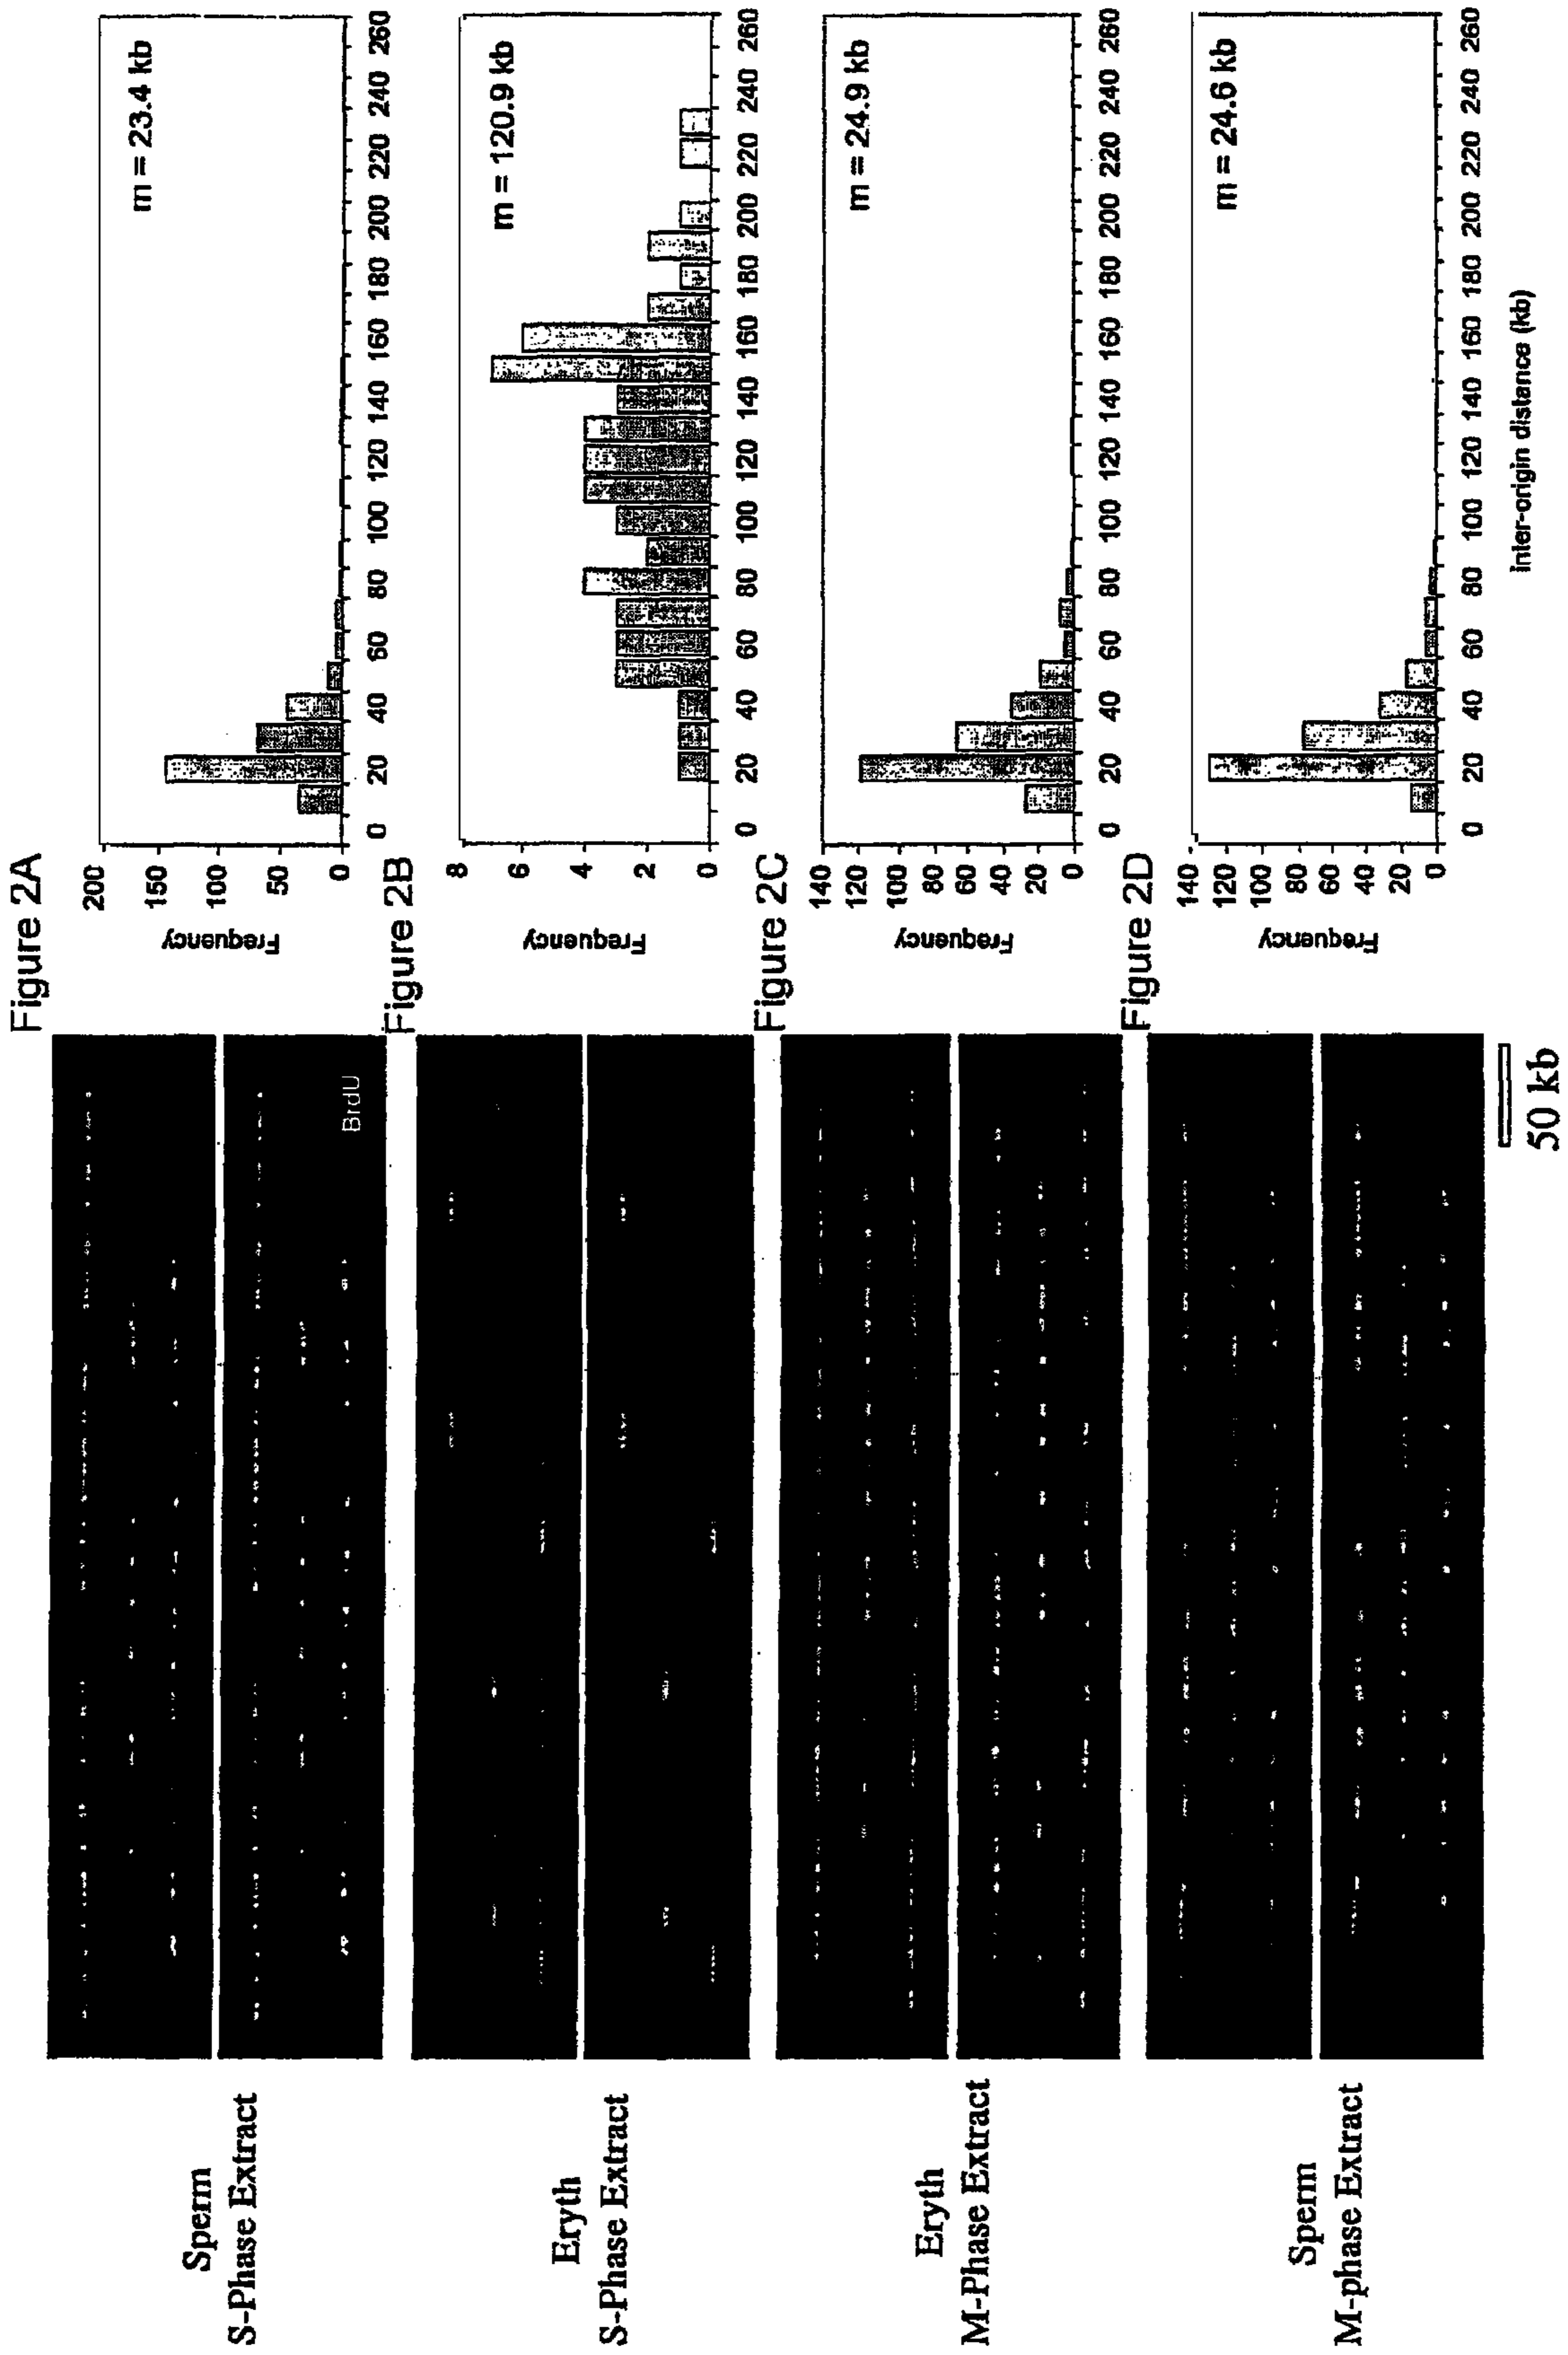 Figure 2A
Sperm
S-Phase Extract
BrdU
Frequency
200
150
100
50
0
m = 23.4 kb
0 20 40 60 80 100 120 140 160 180 200 220 240 260
Figure 2B
Eryth
S-Phase Extract
Frequency
8
6
4
2
0
m = 120.9 kb
0 20 40 60 80 100 120 140 160 180 200 220 240 260
Figure 2C
Eryth
M-Phase Extract
Frequency
140
120
100
80
60
40
20
0
m = 24.9 kb
0 20 40 60 80 100 120 140 160 180 200 220 240 260
Figure 2D
Sperm
M-phase Extract
Frequency
140
120
100
80
60
40
20
0
m = 24.6 kb
0 20 40 60 80 100 120 140 160 180 200 220 240 260
Inter-origin distance (kb)
50 kb